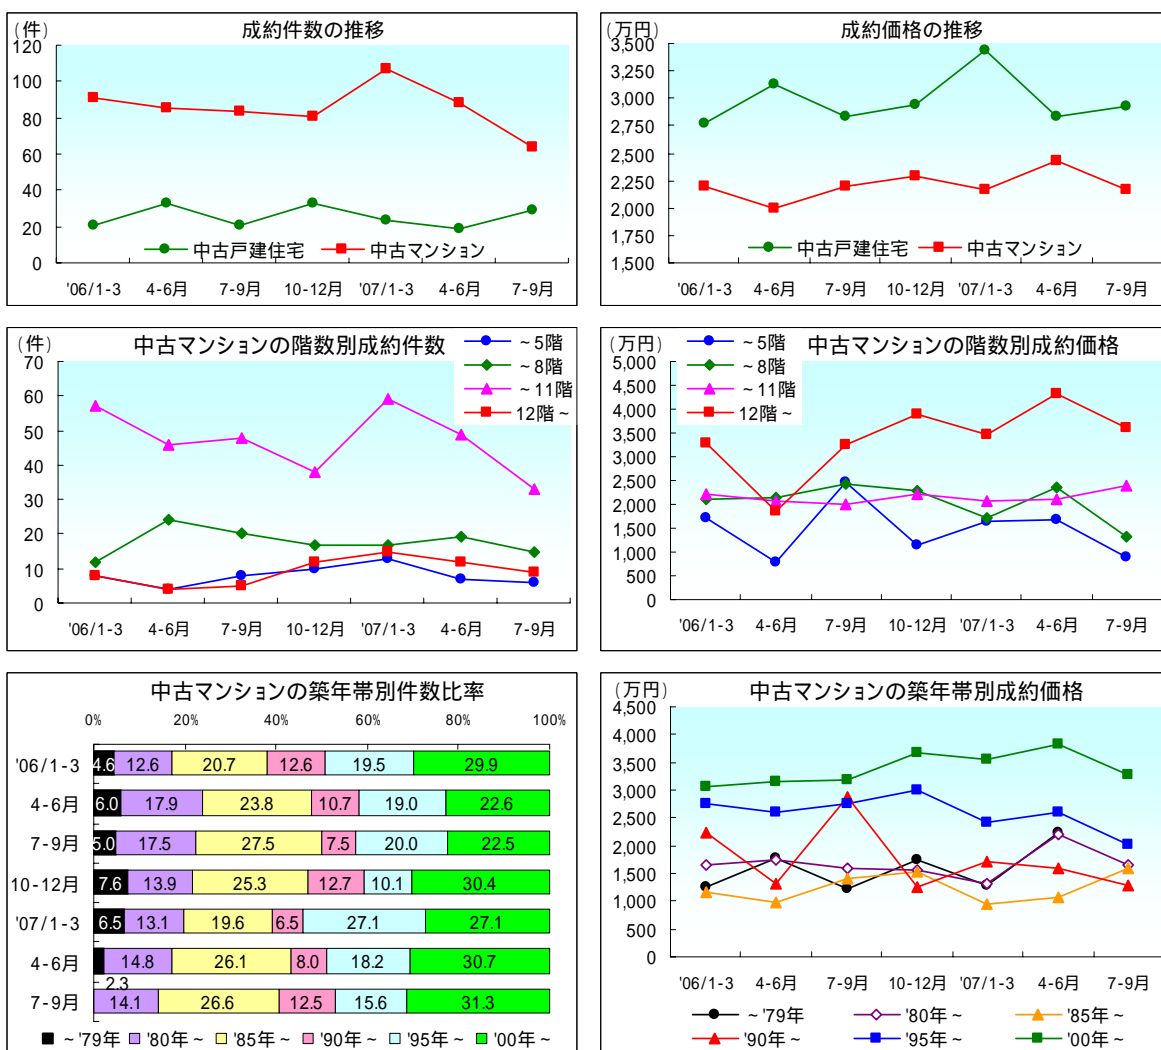 成約件数の推移
(件)
120
100
80
60
40
20
0
中古戸建住宅 中古マンション
'06/1-3 4-6月 7-9月 10-12月 '07/1-3 4-6月 7-9月
成約価格の推移
(万円)
3,500
3,250
3,000
2,750
2,500
2,250
2,000
1,750
1,500
中古戸建住宅 中古マンション
'06/1-3 4-6月 7-9月 10-12月 '07/1-3 4-6月 7-9月
中古マンションの階数別成約件数
(件)
70
60
50
40
30
20
10
0
～5階
～8階
～11階
12階～
'06/1-3 4-6月 7-9月 10-12月 '07/1-3 4-6月 7-9月
中古マンションの階数別成約価格
(万円)
5,000
4,500
4,000
3,500
3,000
2,500
2,000
1,500
1,000
500
0
～5階
～8階
～11階
12階～
'06/1-3 4-6月 7-9月 10-12月 '07/1-3 4-6月 7-9月
中古マンションの築年帯別件数比率
0% 20% 40% 60% 80% 100%
'06/1-3 4.6 12.6 20.7 12.6 19.5 29.9
4-6月 6.0 17.9 23.8 10.7 19.0 22.6
7-9月 5.0 17.5 27.5 7.5 20.0 22.5
10-12月 7.6 13.9 25.3 12.7 10.1 30.4
'07/1-3 6.5 13.1 19.6 6.5 27.1 27.1
4-6月 2.3 14.8 26.1 8.0 18.2 30.7
7-9月 14.1 26.6 12.5 15.6 31.3
～'79年 '80年～ '85年～ '90年～ '95年～ '00年～
中古マンションの築年帯別成約価格
(万円)
4,500
4,000
3,500
3,000
2,500
2,000
1,500
1,000
500
0
'06/1-3 4-6月 7-9月 10-12月 '07/1-3 4-6月 7-9月
～'79年 '80年～ '85年～
'90年～ '95年～ '00年～